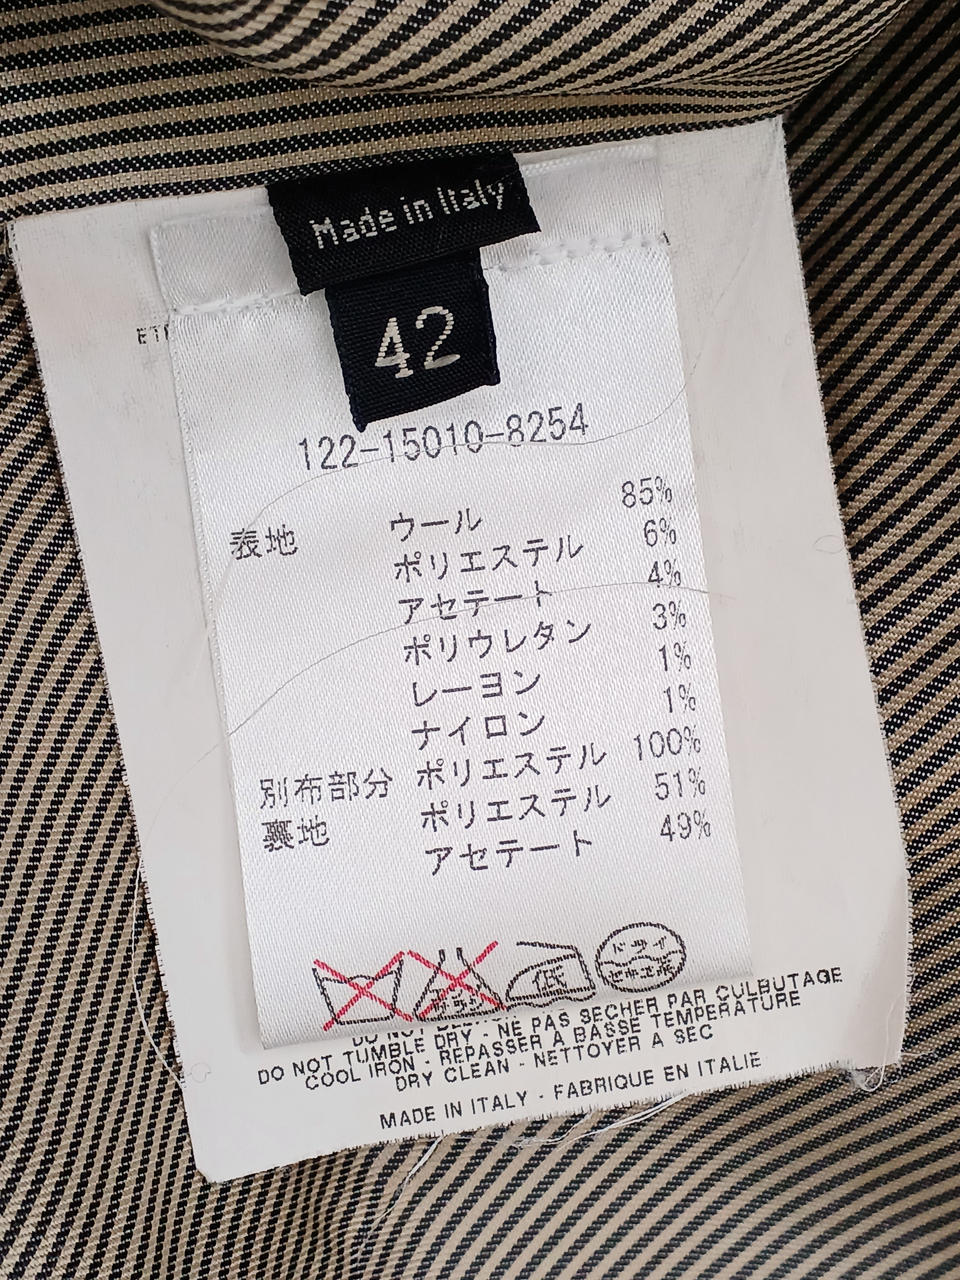 Made in Italy
42
122-15010-8254
表地 ウール 85%
ポリエステル 6%
アセテート 4%
ポリウレタン 3%
レーヨン 1%
ナイロン 1%
別布部分 ポリエステル 100%
裏地 ポリエステル 51%
アセテート 49%
低 ドライ
DO NOT TUMBLE DRY - NE PAS SECHER PAR CULBUTAGE
COOL IRON - REPASSER A BASSE TEMPERATURE
DRY CLEAN - NETTOYER A SEC
MADE IN ITALY - FABRIQUE EN ITALIE